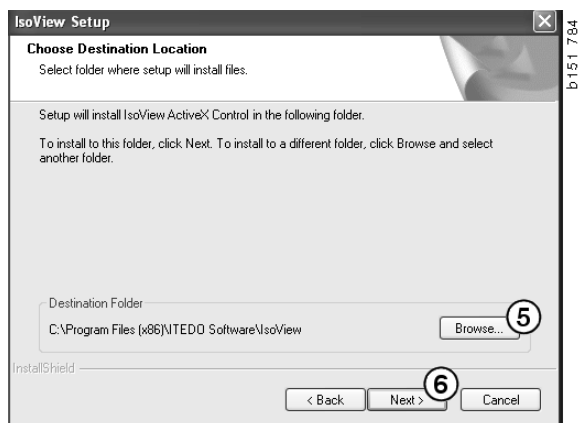 IsoView Setup
Choose Destination Location
Select folder where setup will install files.
Setup will install IsoView ActiveX Control in the following folder.
To install to this folder, click Next. To install to a different folder, click Browse and select
another folder.
Destination Folder
C:\Program Files (x86)\ITEDO Software\IsoView
Browse...
5
InstallShield
6
< Back
Next >
Cancel
b151 784